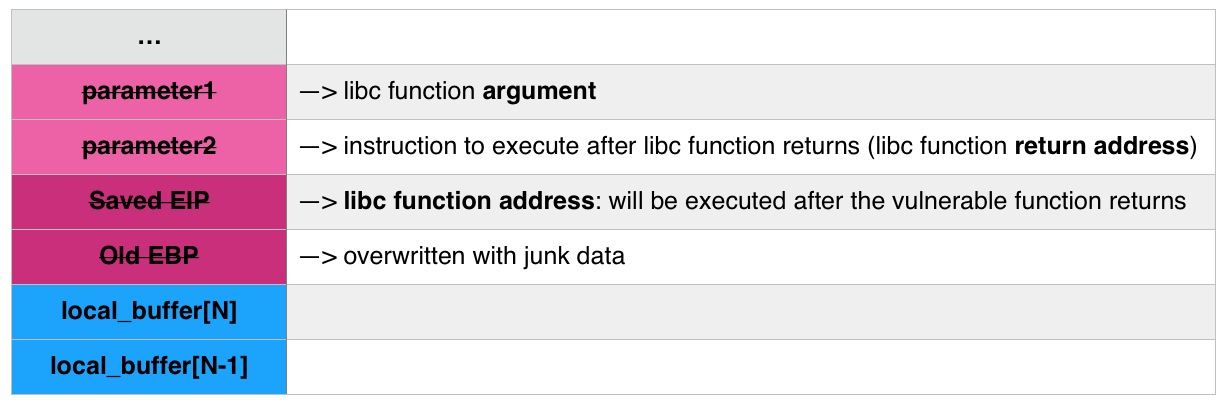 ...
parameter1 —> libc function argument
parameter2 —> instruction to execute after libc function returns (libc function return address)
Saved EIP —> libc function address: will be executed after the vulnerable function returns
Old EBP —> overwritten with junk data
local_buffer[N]
local_buffer[N-1]